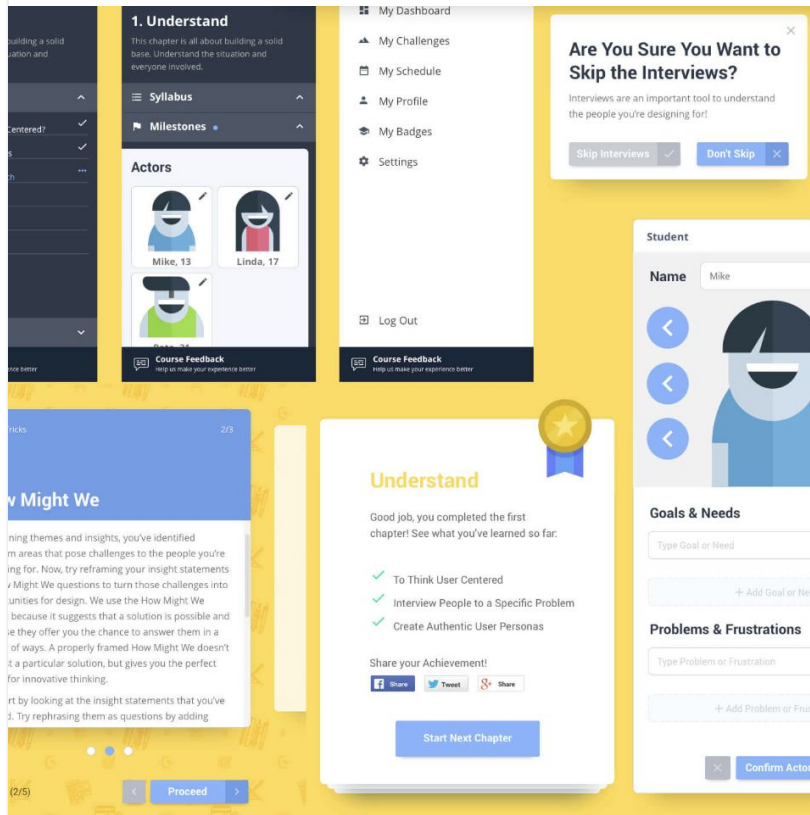 building a solid
uation and
Centered?
s
ch
nce better
1. Understand
This chapter is all about building a solid
base. Understand the situation and
everyone involved.
Syllabus
Milestones
Actors
Mike, 13
Linda, 17
Course Feedback
Help us make your experience better
My Dashboard
My Challenges
My Schedule
My Profile
My Badges
Settings
Log Out
Course Feedback
Help us make your experience better
Are You Sure You Want to
Skip the Interviews?
Interviews are an important tool to understand
the people you're designing for!
Skip Interviews
Don't Skip
Student
Name
Mike
Goals & Needs
Type Goal or Need
+ Add Goal or Ne
Problems & Frustrations
Type Problem or Frustration
+ Add Problem or Frus
Confirm Acto
Tricks
2/3
w Might We
ning themes and insights, you've identified
m areas that pose challenges to the people you're
ing for. Now, try reframing your insight statements
v Might We questions to turn those challenges into
tunities for design. We use the How Might We
because it suggests that a solution is possible and
se they offer you the chance to answer them in a
of ways. A properly framed How Might We doesn't
st a particular solution, but gives you the perfect
for innovative thinking.
rt by looking at the insight statements that you've
d. Try rephrasing them as questions by adding
(2/5)
Proceed
Understand
Good job, you completed the first
chapter! See what you've learned so far:
To Think User Centered
Interview People to a Specific Problem
Create Authentic User Personas
Share your Achievement!
Share
Tweet
Share
Start Next Chapter